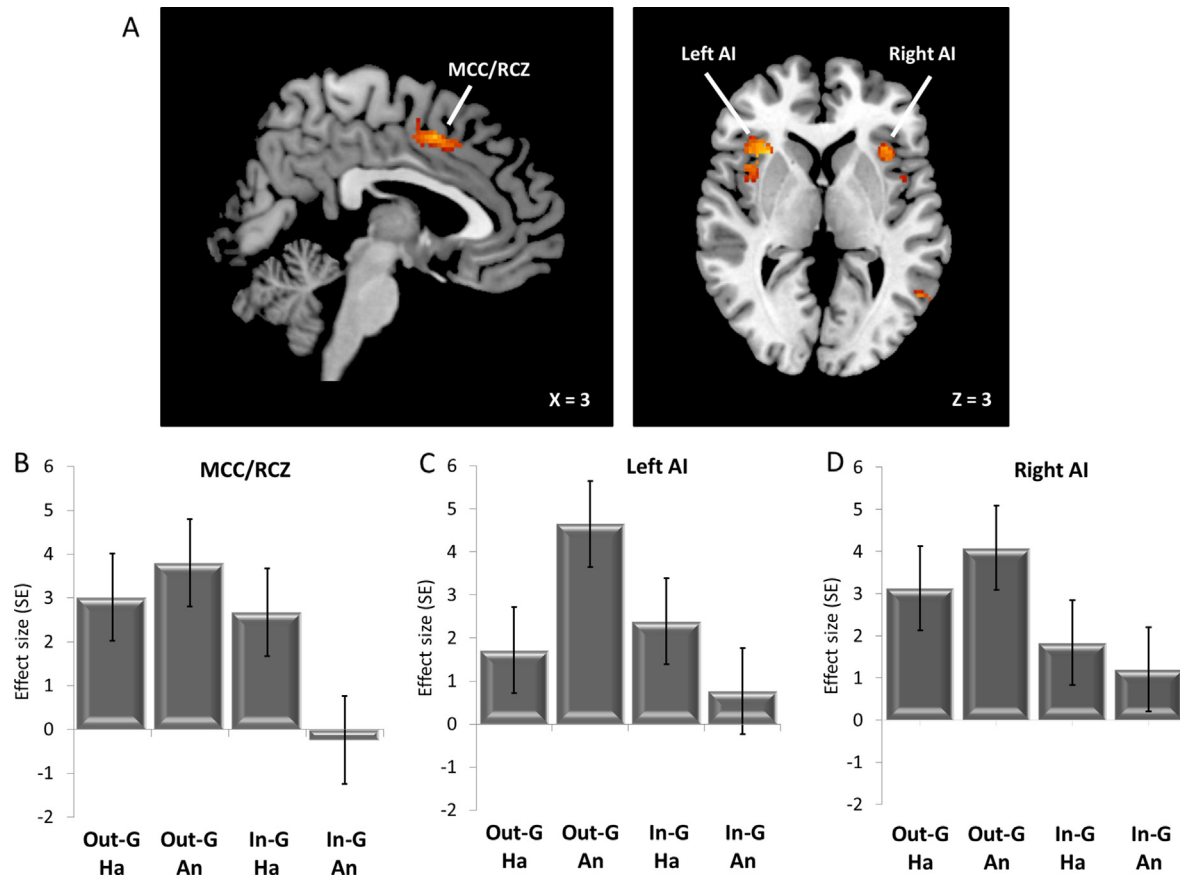 A
MCC/RCZ
X = 3
Left AI
Right AI
Z = 3
B
MCC/RCZ
Effect size (SE)
6
5
4
3
2
1
0
-1
-2
Out-G Ha
Out-G An
In-G Ha
In-G An
C
Left AI
Effect size (SE)
6
5
4
3
2
1
0
-1
-2
Out-G Ha
Out-G An
In-G Ha
In-G An
D
Right AI
Effect size (SE)
6
5
4
3
2
1
0
-1
-2
Out-G Ha
Out-G An
In-G Ha
In-G An